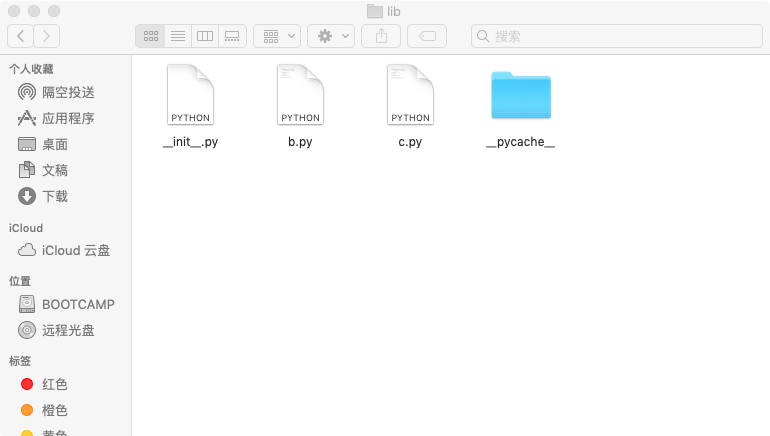 lib
搜索
个人收藏
隔空投送
应用程序
桌面
文稿
下载
iCloud
iCloud 云盘
位置
BOOTCAMP
远程光盘
标签
红色
橙色
黄色
PYTHON
__init__.py
PYTHON
b.py
PYTHON
c.py
__pycache__